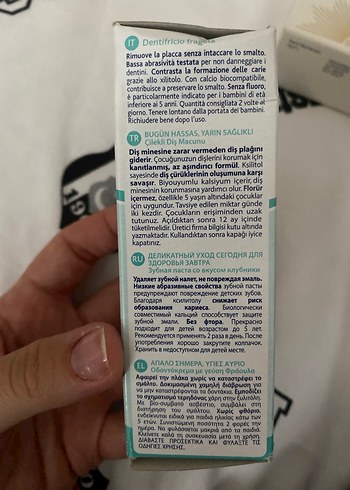 IT Dentifricio fragola
Rimuove la placca senza intaccare lo smalto.
Bassa abrasività testata per non danneggiare i
dentini. Contrasta la formazione delle carie
grazie allo xilitolo. Con calcio biocompatibile,
contribuisce a preservare lo smalto. Senza fluoro,
è particolarmente indicato per i bambini di età
inferiore ai 5 anni. Quantità consigliata 2 volte al
giorno. Tenere lontano dalla portata dei bambini.
Richiudere bene dopo l'uso.
TR BUGÜN HASSAS, YARIN SAĞLIKLI
Çilekli Diş Macunu
Diş minesine zarar vermeden diş plağını
giderir. Çocuğunuzun dişlerini korumak için
kanıtlanmış, az aşındırıcı formül. Ksilitol
sayesinde diş çürüklerinin oluşumuna karşı
savaşır. Biyouyumlu kalsiyum içerir, diş
minesinin korunmasına yardımcı olur. Florür
içermez, özellikle 5 yaşın altındaki çocuklar
için uygundur. Tavsiye edilen miktar günde
iki kezdir. Çocukların erişiminden uzak
tutunuz. Açıldıktan sonra 12 ay içinde
tüketilmelidir. Üretici firma bilgisi kutu altında
yazmaktadır. Kullandıktan sonra kapağı iyice
kapatınız.
RU ДЕЛИКАТНЫЙ УХОД СЕГОДНЯ ДЛЯ
ЗДОРОВЬЯ ЗАВТРА
Зубная паста со вкусом клубники
Удаляет зубной налет, не повреждая эмаль.
Низкие абразивные свойства зубной пасты
предупреждают повреждение детских зубов.
Благодаря ксилитолу снижает риск
образования кариеса. Биологически
совместимый кальций способствует защите
зубной эмали. Без фтора. Прекрасно
подходит для детей возрастом до 5 лет.
Рекомендуется применять 2 раза в день. После
употребления хорошо закрутите колпачок.
Хранить в недоступном для детей месте.
EL ΑΠΑΛΟ ΣΗΜΕΡΑ, ΥΓΙΕΣ ΑΥΡΙΟ
Οδοντόκρεμα με γεύση Φράουλα
Αφαιρεί την πλάκα χωρίς να καταστρέφει το
σμάλτο. Δοκιμασμένη χαμηλή διάβρωση για
να μην καταστρέφονται τα δοντάκια. Εμποδίζει
το σχηματισμό τερηδόνας χάρη στην ξυλιτόλη.
Με βιο-συμβατό ασβέστιο, συμβάλει στη
διατήρηση του σμάλτου. Χωρίς φθόριο,
ενδείκνυται ειδικά για παιδιά ηλικίας κάτω των
5 ετών. Συνιστώμενη ποσότητα 2 φορές την
ημέρα. Να φυλάσσεται μακριά από τα παιδιά.
Κλείνετε καλά τη συσκευασία μετά τη χρήση.
ΔΙΑΒΑΣΤΕ ΠΡΟΣΕΚΤΙΚΑ ΚΑΙ ΦΥΛΑΞΤΕ ΤΙΣ
ΟΔΗΓΙΕΣ ΧΡΗΣΗΣ.